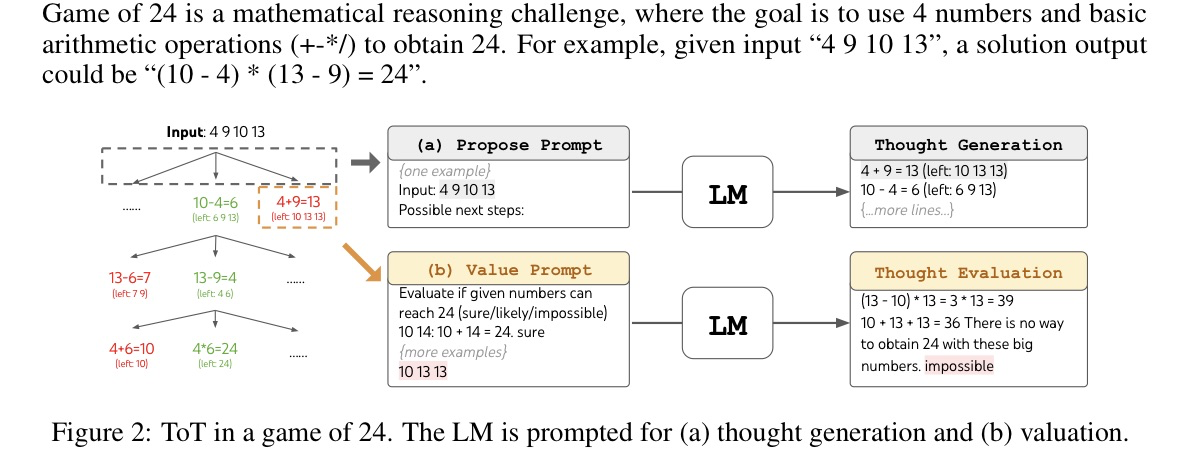 Game of 24 is a mathematical reasoning challenge, where the goal is to use 4 numbers and basic
arithmetic operations (+-*/) to obtain 24. For example, given input “4 9 10 13”, a solution output
could be “(10 - 4) * (13 - 9) = 24”.
Input: 4 9 10 13
......
10-4=6
(left: 6 9 13)
4+9=13
(left: 10 13 13)
13-6=7
(left: 7 9)
13-9=4
(left: 4 6)
......
4+6=10
(left: 10)
4*6=24
(left: 24)
......
(a) Propose Prompt
{one example}
Input: 4 9 10 13
Possible next steps:
LM
Thought Generation
4 + 9 = 13 (left: 10 13 13)
10 - 4 = 6 (left: 6 9 13)
{...more lines...}
(b) Value Prompt
Evaluate if given numbers can
reach 24 (sure/likely/impossible)
10 14: 10 + 14 = 24. sure
{more examples}
10 13 13
LM
Thought Evaluation
(13 - 10) * 13 = 3 * 13 = 39
10 + 13 + 13 = 36 There is no way
to obtain 24 with these big
numbers. impossible
Figure 2: ToT in a game of 24. The LM is prompted for (a) thought generation and (b) valuation.